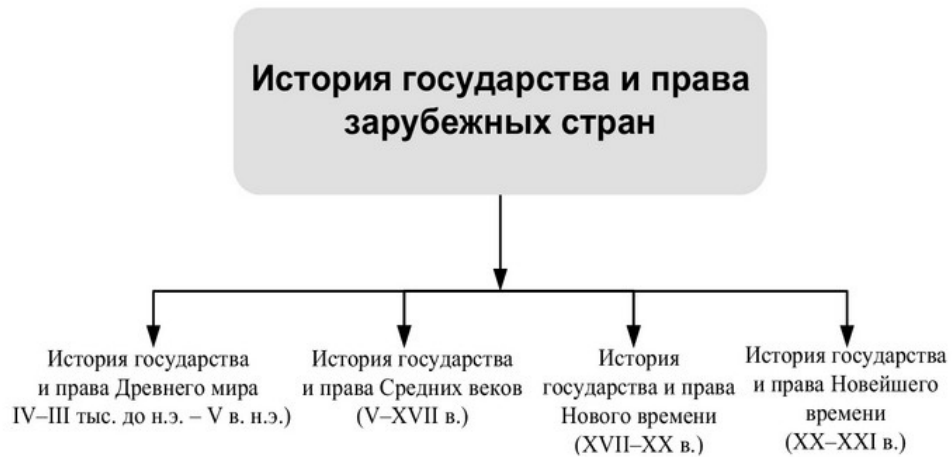 История государства и права
зарубежных стран
История государства
и права Древнего мира
IV–III тыс. до н.э. – V в. н.э.)
История государства
и права Средних веков
(V–XVII в.)
История
государства и права
Нового времени
(XVII–XX в.)
История государства
и права Новейшего
времени
(XX–XXI в.)